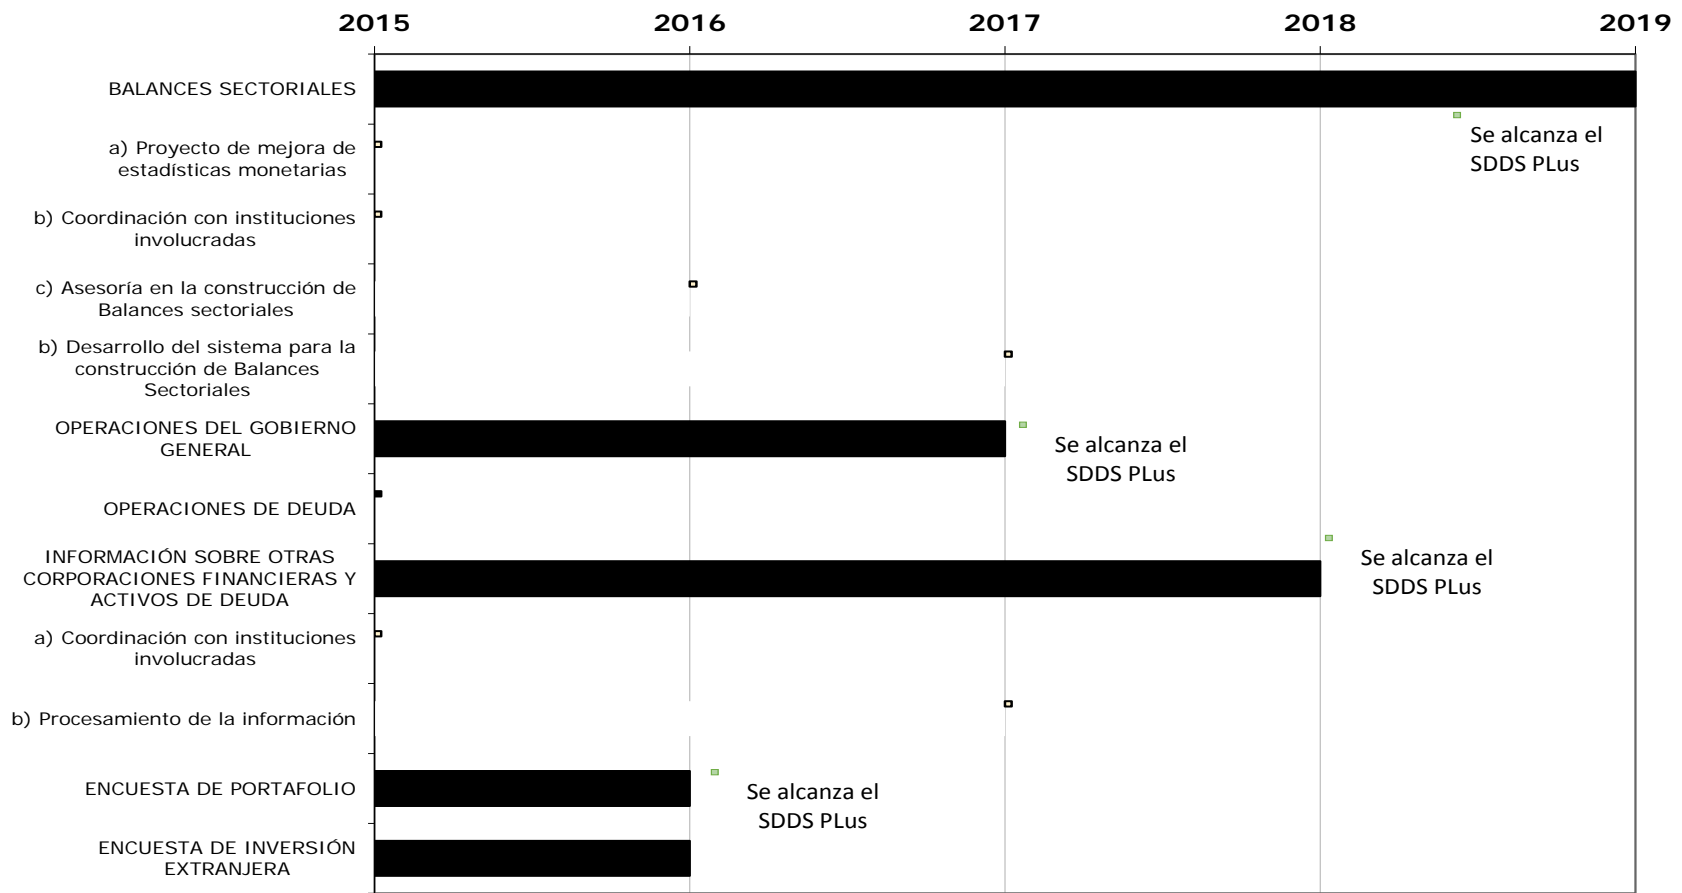 2015 2016 2017 2018 2019
BALANCES SECTORIALES
Se alcanza el
SDDS PLus
a) Proyecto de mejora de
estadísticas monetarias
b) Coordinación con instituciones
involucradas
c) Asesoría en la construcción de
Balances sectoriales
b) Desarrollo del sistema para la
construcción de Balances
Sectoriales
OPERACIONES DEL GOBIERNO
GENERAL
Se alcanza el
SDDS PLus
OPERACIONES DE DEUDA
INFORMACIÓN SOBRE OTRAS
CORPORACIONES FINANCIERAS Y
ACTIVOS DE DEUDA
Se alcanza el
SDDS PLus
a) Coordinación con instituciones
involucradas
b) Procesamiento de la información
ENCUESTA DE PORTAFOLIO
Se alcanza el
SDDS PLus
ENCUESTA DE INVERSIÓN
EXTRANJERA